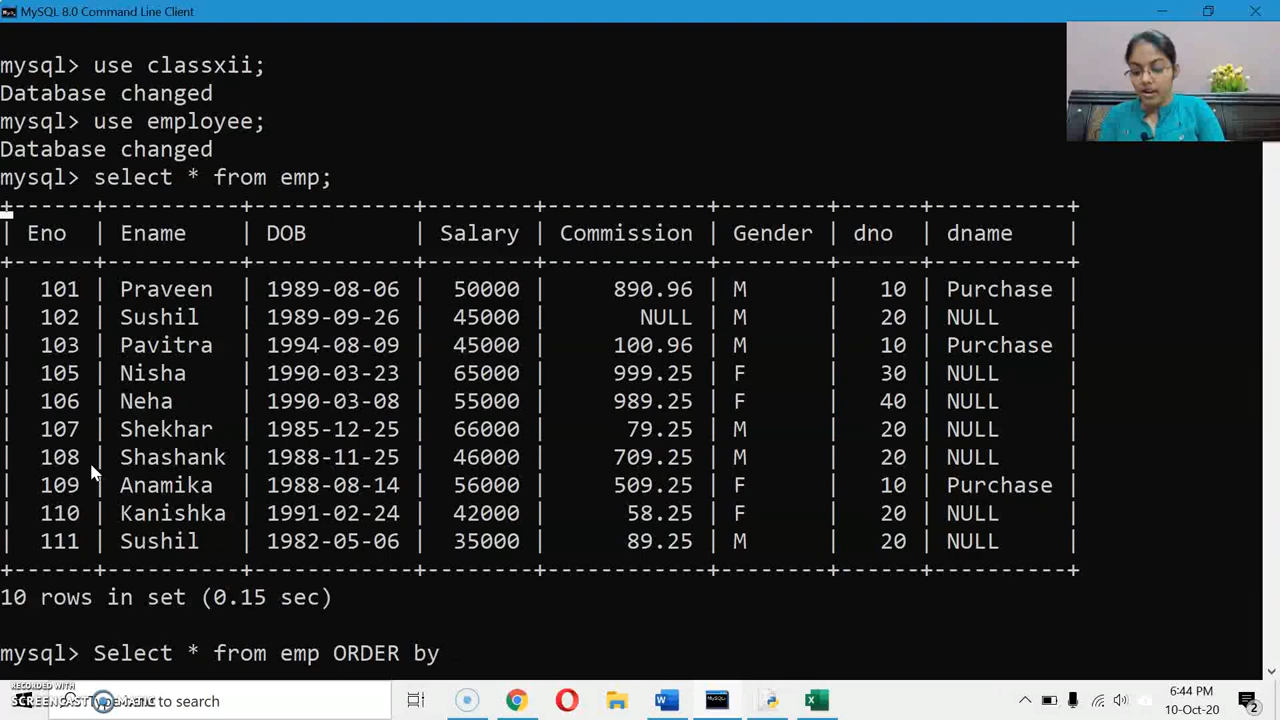 MySQL 8.0 Command Line Client
mysql> use classxii;
Database changed
mysql> use employee;
Database changed
mysql> select * from emp;
+-------+----------+------------+--------+-------------+--------+------+----------+
| Eno | Ename | DOB | Salary | Commission | Gender | dno | dname |
+-------+----------+------------+--------+-------------+--------+------+----------+
| 101 | Praveen | 1989-08-06 | 50000 | 890.96 | M | 10 | Purchase |
| 102 | Sushil | 1989-09-26 | 45000 | NULL | M | 20 | NULL |
| 103 | Pavitra | 1994-08-09 | 45000 | 100.96 | M | 10 | Purchase |
| 105 | Nisha | 1990-03-23 | 65000 | 999.25 | F | 30 | NULL |
| 106 | Neha | 1990-03-08 | 55000 | 989.25 | F | 40 | NULL |
| 107 | Shekhar | 1985-12-25 | 66000 | 79.25 | M | 20 | NULL |
| 108 | Shashank | 1988-11-25 | 46000 | 709.25 | M | 20 | NULL |
| 109 | Anamika | 1988-08-14 | 56000 | 509.25 | F | 10 | Purchase |
| 110 | Kanishka | 1991-02-24 | 42000 | 58.25 | F | 20 | NULL |
| 111 | Sushil | 1982-05-06 | 35000 | 89.25 | M | 20 | NULL |
+-------+----------+------------+--------+-------------+--------+------+----------+
10 rows in set (0.15 sec)
mysql> Select * from emp ORDER by
RECORDED WITH
SCREENCAST-O-MATIC
Type here to search
6:44 PM
10-Oct-20
2